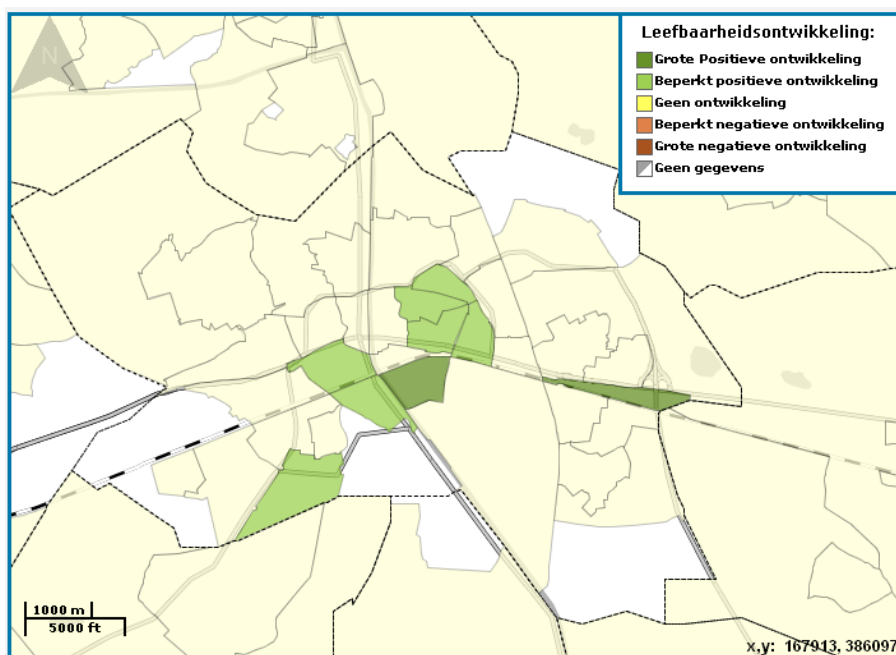 N
Leefbaarheidsontwikkeling:
Grote Positieve ontwikkeling
Beperkt positieve ontwikkeling
Geen ontwikkeling
Beperkt negatieve ontwikkeling
Grote negatieve ontwikkeling
Geen gegevens
1000 m
5000 ft
x,y: 167913, 386097